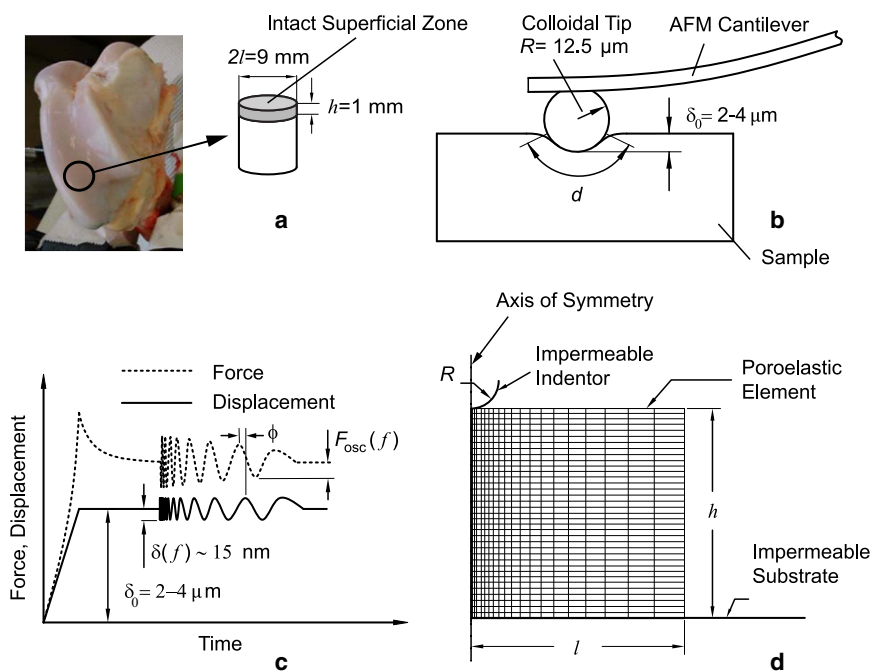 Intact Superficial Zone
2l=9 mm
h=1 mm
a
Colloidal Tip
R= 12.5 μm
AFM Cantilever
δ₀= 2-4 μm
d
b
Sample
Force
Displacement
ϕ
F_osc(f)
δ(f) ~ 15 nm
δ₀= 2–4 μm
Force, Displacement
Time
c
Axis of Symmetry
Impermeable
Indentor
R
Poroelastic
Element
h
Impermeable
Substrate
l
d